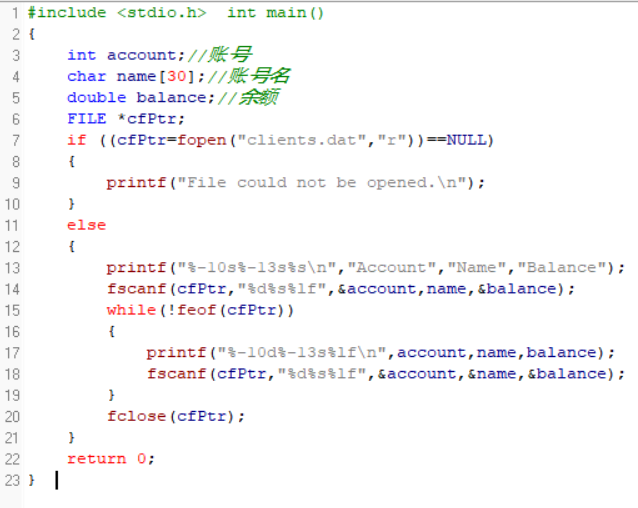 1 #include <stdio.h>  int main()
2 {
3     int account;//账号
4     char name[30];//账号名
5     double balance;//余额
6     FILE *cfPtr;
7     if ((cfPtr=fopen("clients.dat","r"))==NULL)
8     {
9         printf("File could not be opened.\n");
10     }
11     else
12     {
13         printf("%-10s%-13s%s\n","Account","Name","Balance");
14         fscanf(cfPtr,"%d%s%lf",&account,name,&balance);
15         while(!feof(cfPtr))
16         {
17             printf("%-10d%-13s%lf\n",account,name,balance);
18             fscanf(cfPtr,"%d%s%lf",&account,&name,&balance);
19         }
20         fclose(cfPtr);
21     }
22     return 0;
23 }